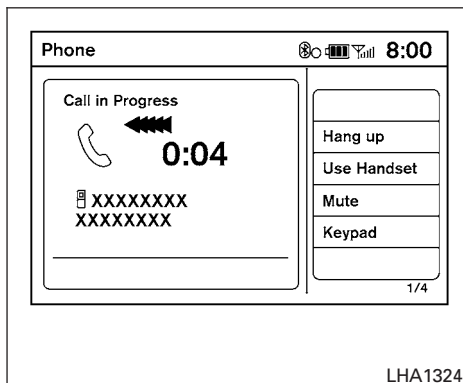 Phone 8:00
Call in Progress
0:04
XXXXXXXX
XXXXXXXX
Hang up
Use Handset
Mute
Keypad
1/4
LHA1324